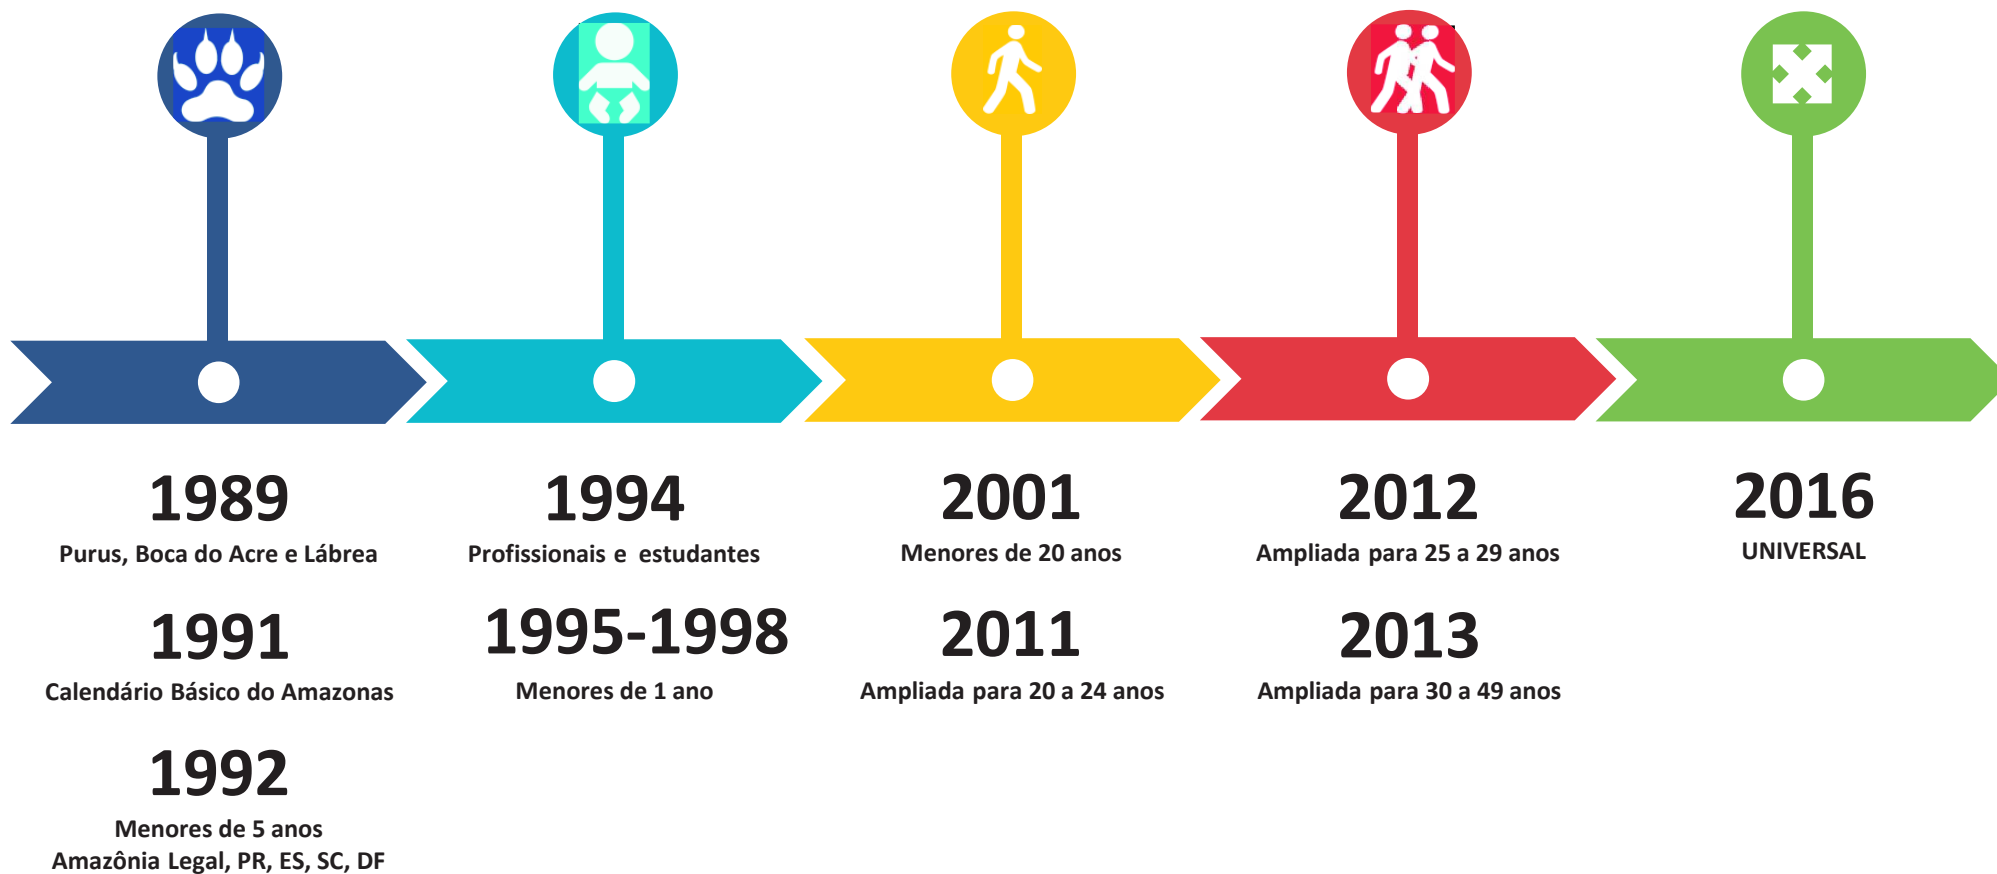 1989
Purus, Boca do Acre e Lábrea
1991
Calendário Básico do Amazonas
1992
Menores de 5 anos
Amazônia Legal, PR, ES, SC, DF
1994
Profissionais e estudantes
1995-1998
Menores de 1 ano
2001
Menores de 20 anos
2011
Ampliada para 20 a 24 anos
2012
Ampliada para 25 a 29 anos
2013
Ampliada para 30 a 49 anos
2016
UNIVERSAL